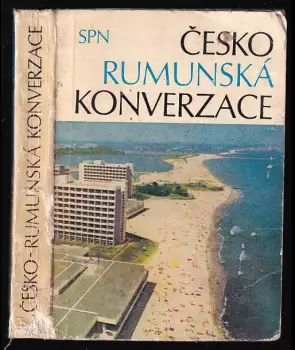 ČESKO-RUMUNSKÁ KONVERZACE
SPN
ČESKO
RUMUNSKÁ
KONVERZACE